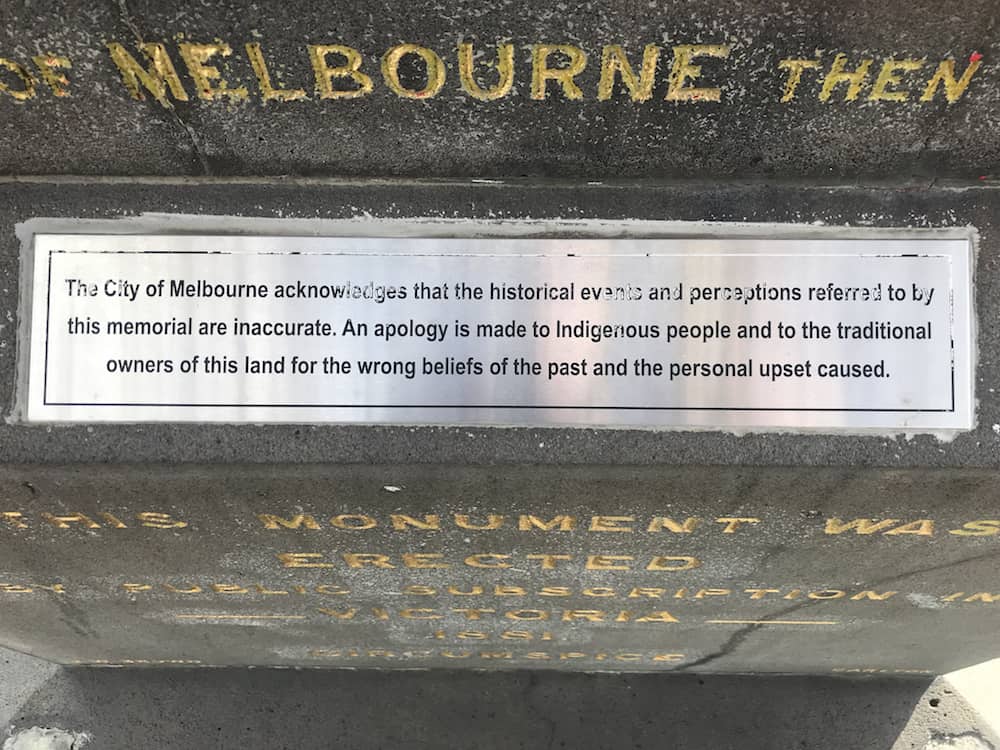 OF MELBOURNE THEN
The City of Melbourne acknowledges that the historical events and perceptions referred to by
this memorial are inaccurate. An apology is made to Indigenous people and to the traditional
owners of this land for the wrong beliefs of the past and the personal upset caused.
THIS MONUMENT WAS
ERECTED
BY PUBLIC SUBSCRIPTION IN
VICTORIA
1881
CIRCUMSPICE